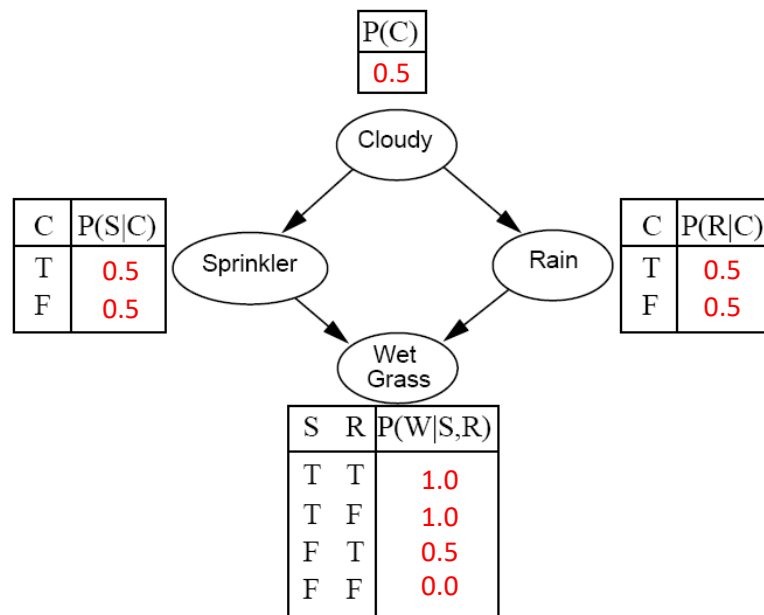 P(C)
0.5
Cloudy
C P(S|C)
T 0.5
F 0.5
Sprinkler
Rain
C P(R|C)
T 0.5
F 0.5
Wet
Grass
S R P(W|S,R)
T T 1.0
T F 1.0
F T 0.5
F F 0.0